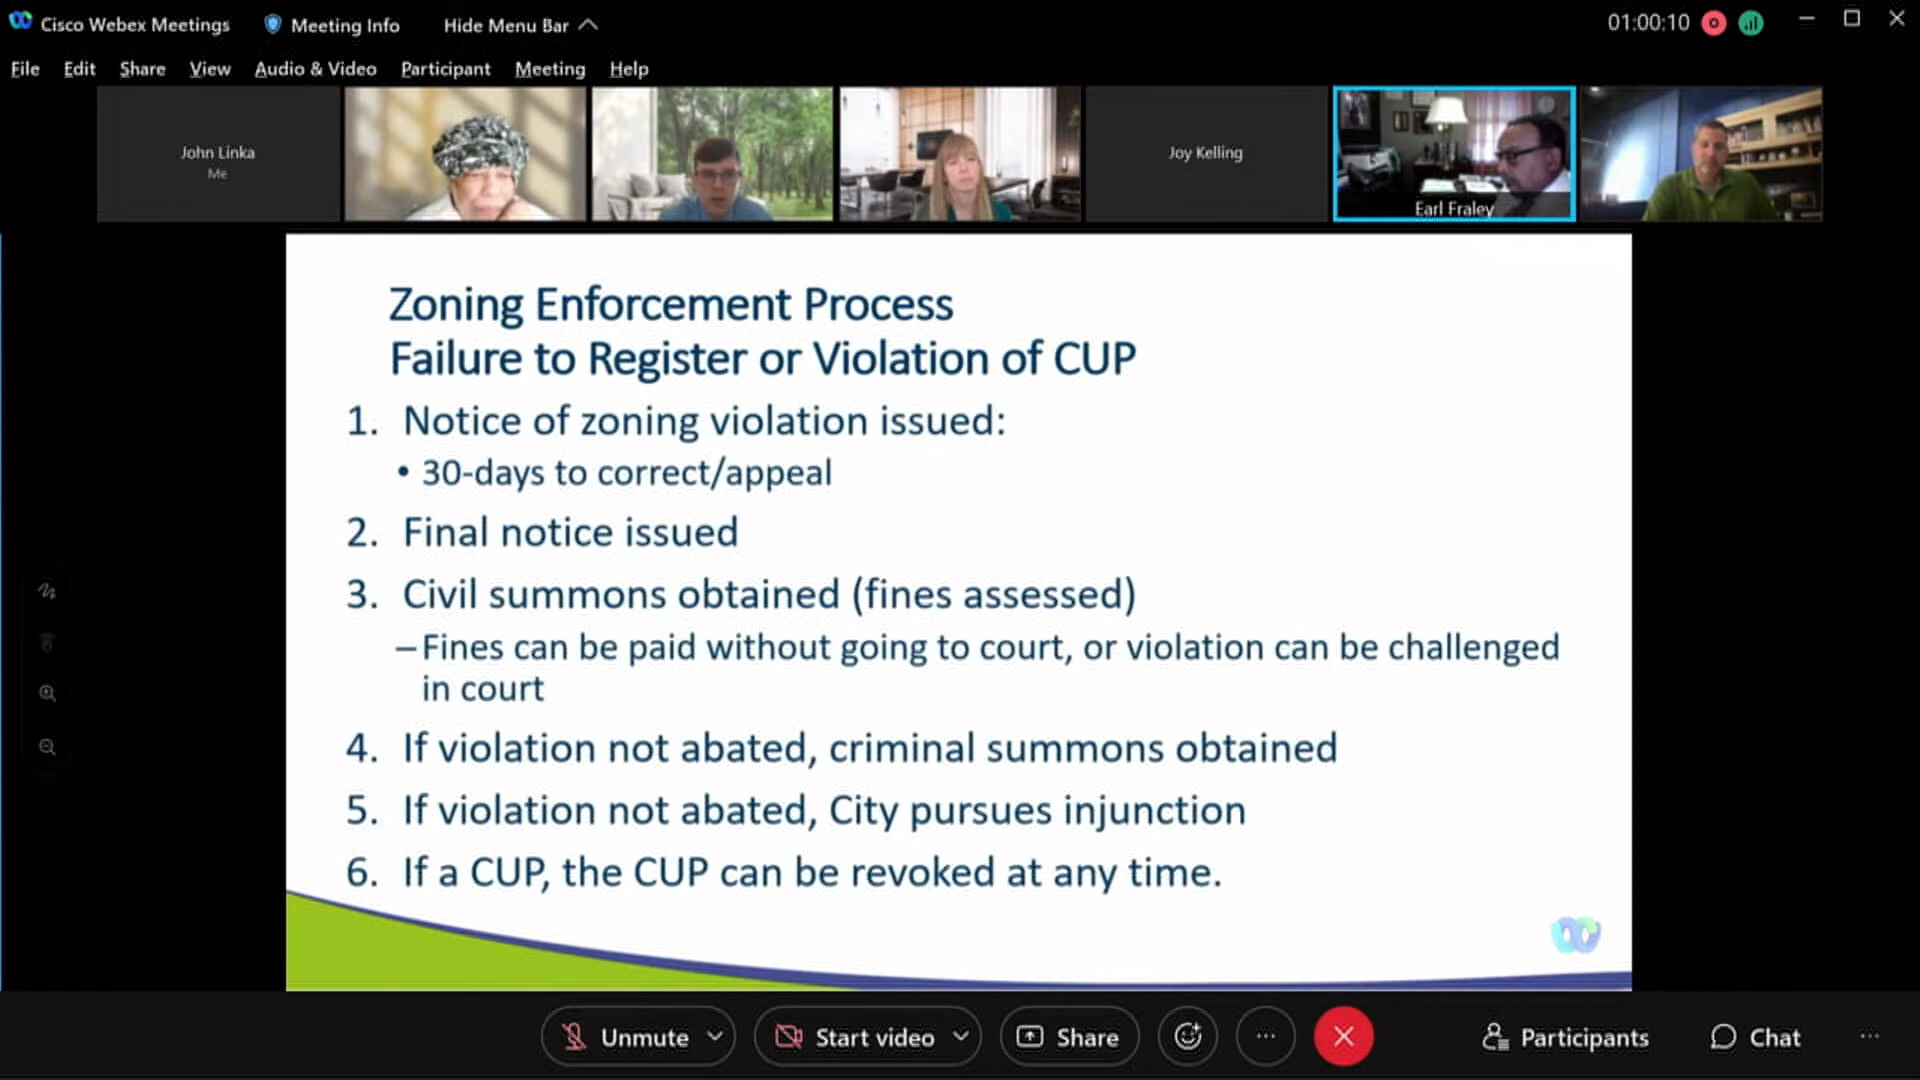 Cisco Webex Meetings
Meeting Info
Hide Menu Bar
01:00:10
File Edit Share View Audio & Video Participant Meeting Help
John Linka
Me
Joy Kelling
Earl Fraley
Zoning Enforcement Process
Failure to Register or Violation of CUP
1. Notice of zoning violation issued:
• 30-days to correct/appeal
2. Final notice issued
3. Civil summons obtained (fines assessed)
–Fines can be paid without going to court, or violation can be challenged
in court
4. If violation not abated, criminal summons obtained
5. If violation not abated, City pursues injunction
6. If a CUP, the CUP can be revoked at any time.
Unmute
Start video
Share
Participants
Chat